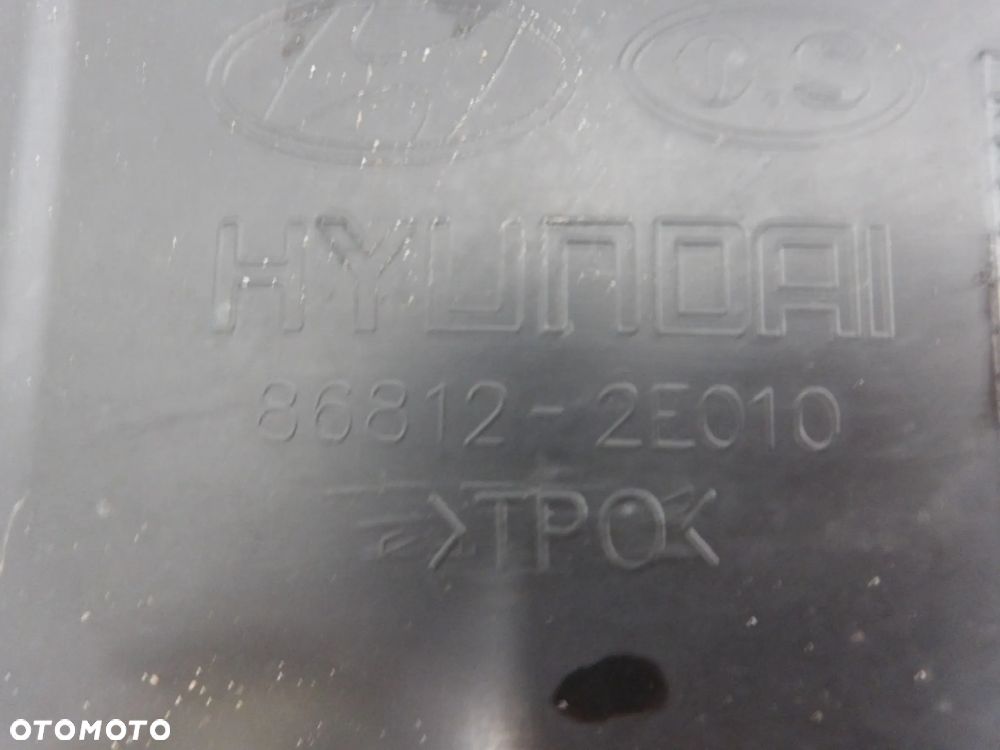 C,S
HYUNDAI
86812-2E010
>TPO<
OTOMOTO